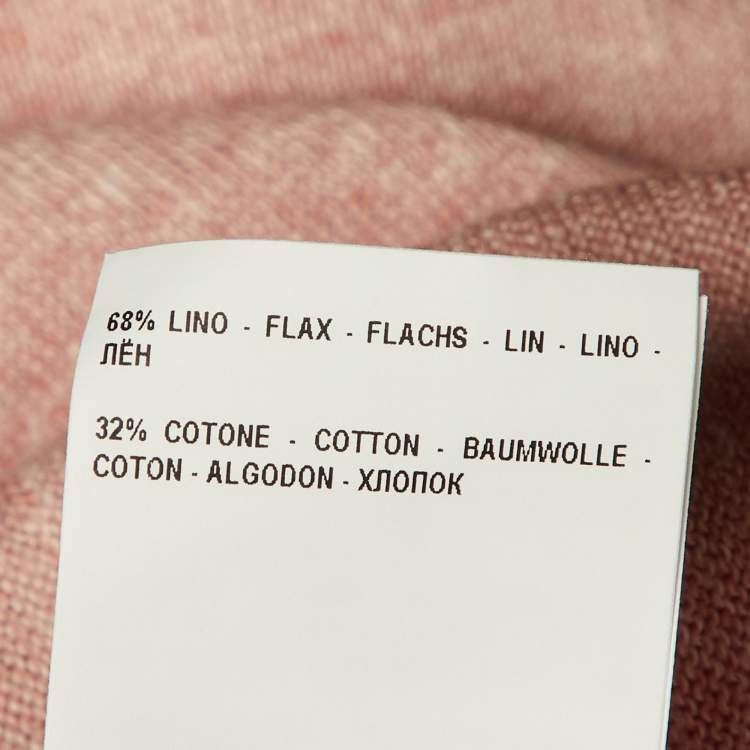 68% LINO - FLAX - FLACHS - LIN - LINO -
ЛЁН
32% COTONE - COTTON - BAUMWOLLE -
COTON - ALGODON - ХЛОПОК